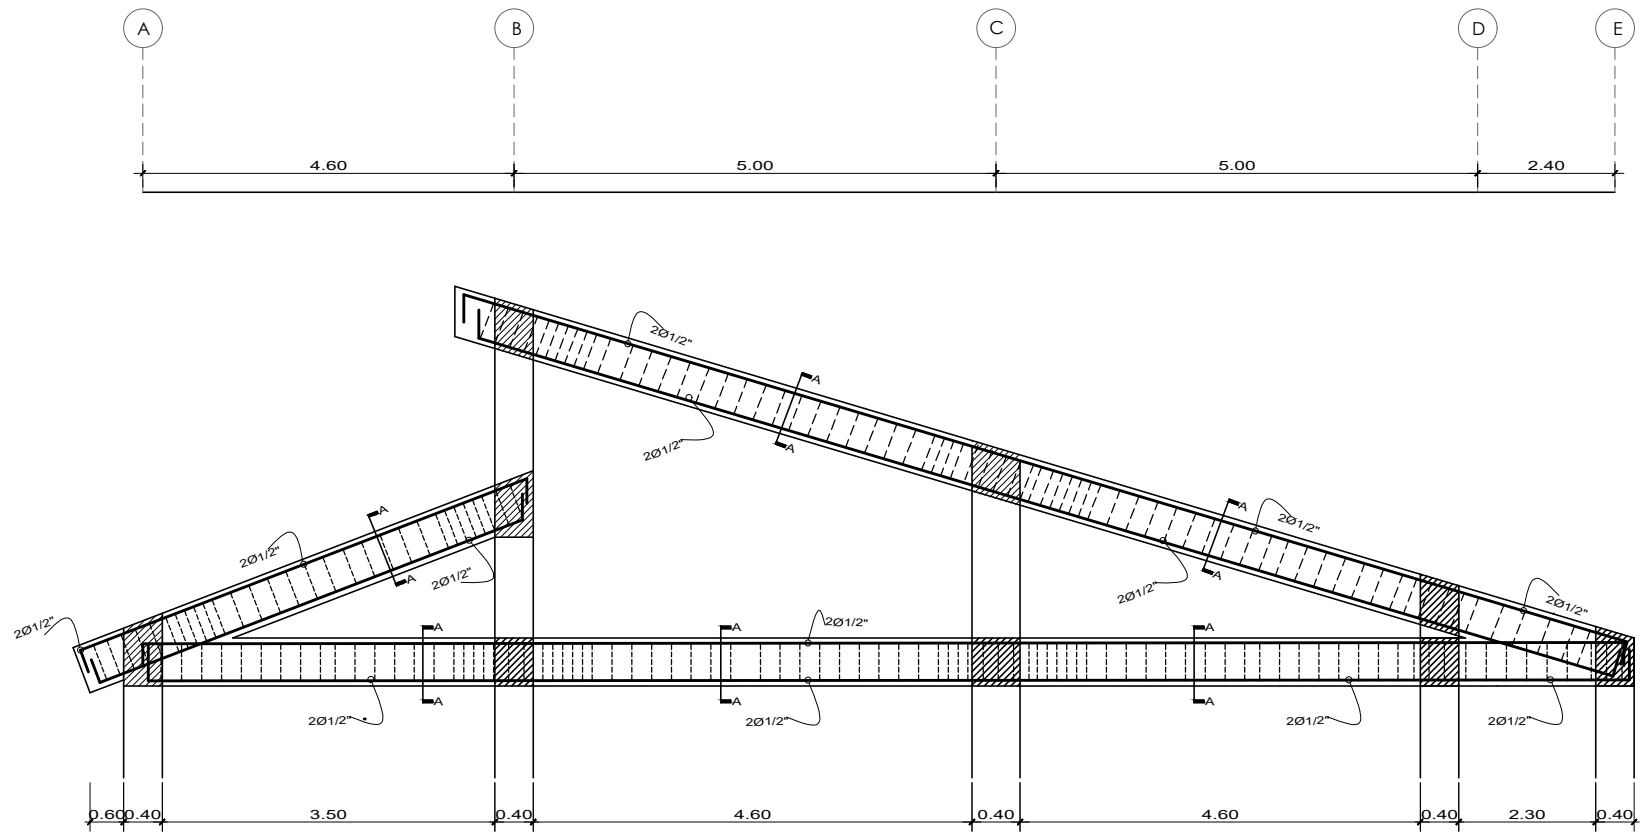 A B C D E
4.60 5.00 5.00 2.40
2Ø1/2"
A
2Ø1/2"
A
A
2Ø1/2"
A
2Ø1/2"
2Ø1/2"
A
2Ø1/2"
A
2Ø1/2"
2Ø1/2"
2Ø1/2"
A A 2Ø1/2" A
A A A
2Ø1/2" 2Ø1/2" 2Ø1/2" 2Ø1/2"
0.60 0.40 3.50 0.40 4.60 0.40 4.60 0.40 2.30 0.40